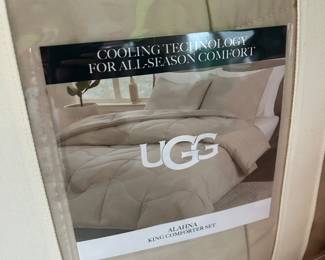 COOLING TECHNOLOGY
FOR ALL-SEASON COMFORT
UGG
ALAHNA
KING COMFORTER SET